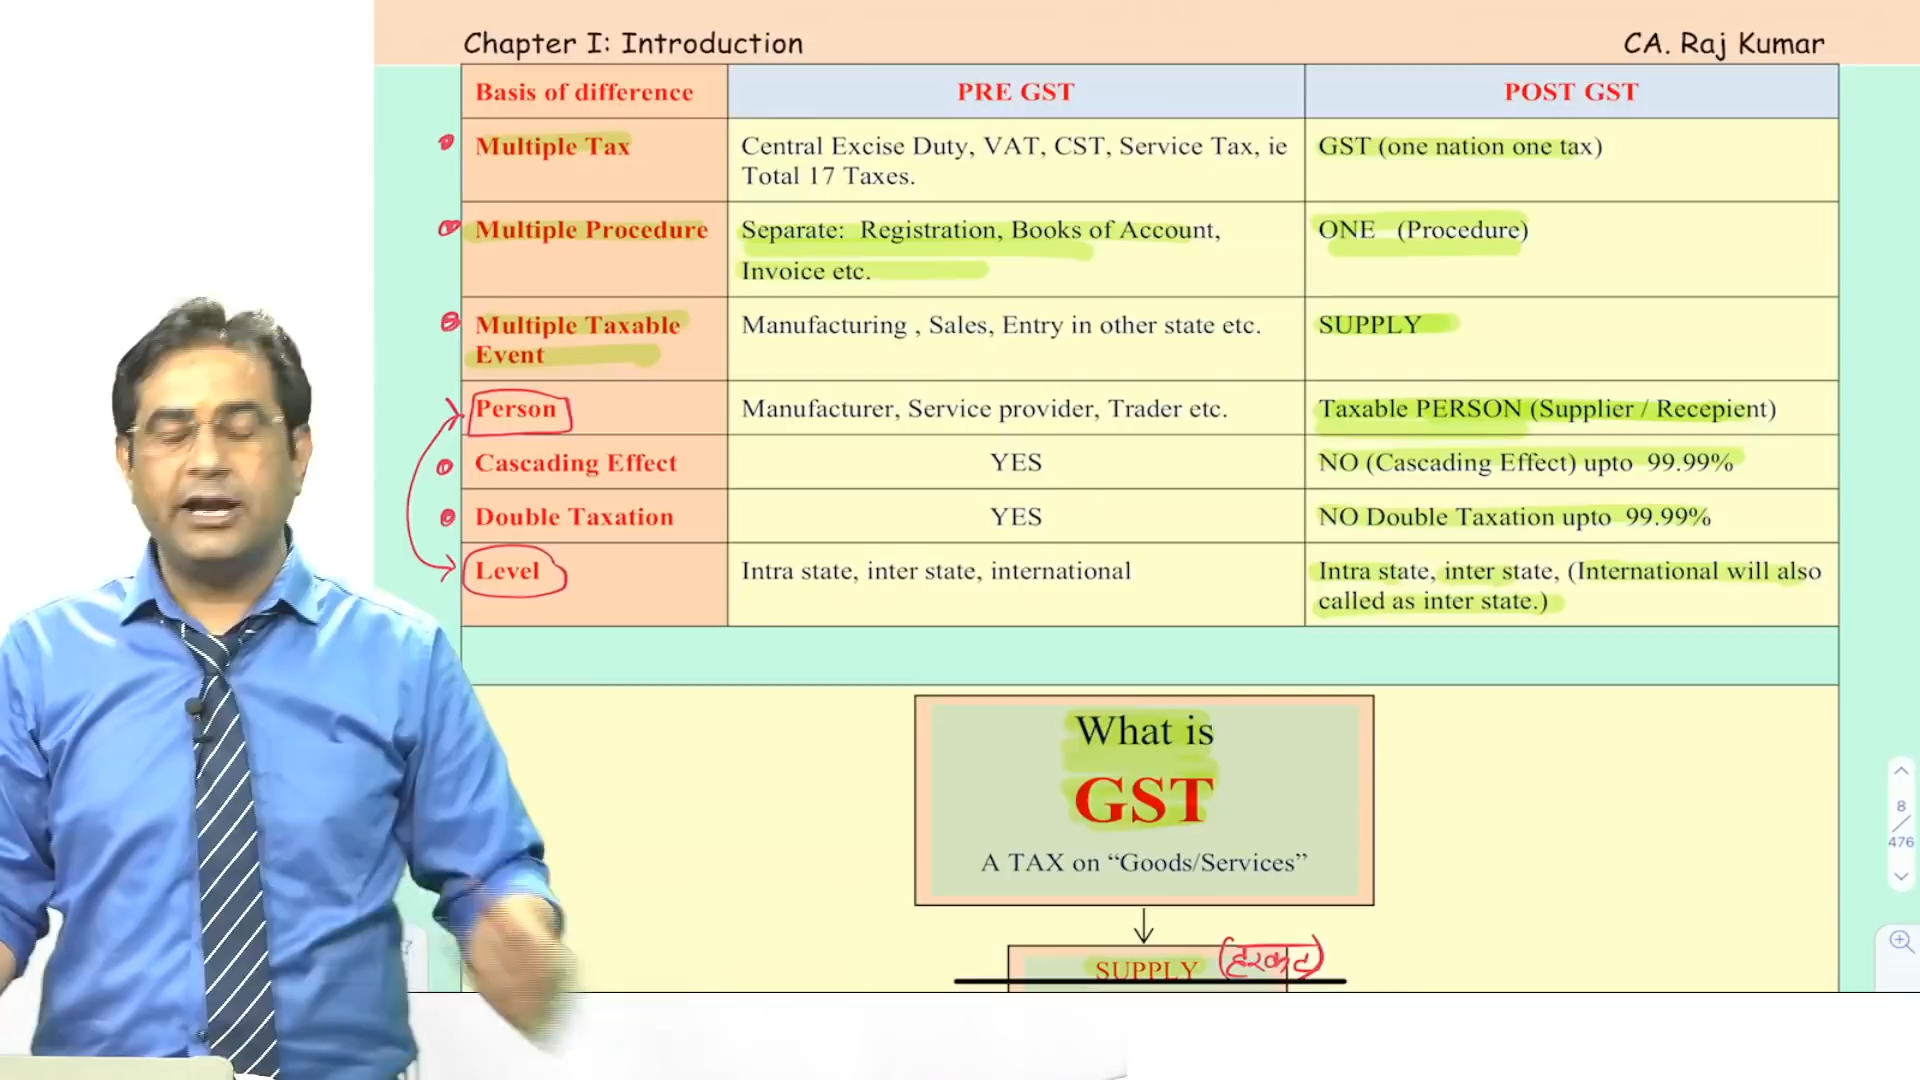 Chapter I: Introduction
CA. Raj Kumar
Basis of difference
PRE GST
POST GST
Multiple Tax
Central Excise Duty, VAT, CST, Service Tax, ie
Total 17 Taxes.
GST (one nation one tax)
Multiple Procedure
Separate: Registration, Books of Account,
Invoice etc.
ONE (Procedure)
Multiple Taxable
Event
Manufacturing , Sales, Entry in other state etc.
SUPPLY
Person
Manufacturer, Service provider, Trader etc.
Taxable PERSON (Supplier / Recepient)
Cascading Effect
YES
NO (Cascading Effect) upto 99.99%
Double Taxation
YES
NO Double Taxation upto 99.99%
Level
Intra state, inter state, international
Intra state, inter state, (International will also
called as inter state.)
What is
GST
A TAX on “Goods/Services”
SUPPLY (हरकत)
8
476